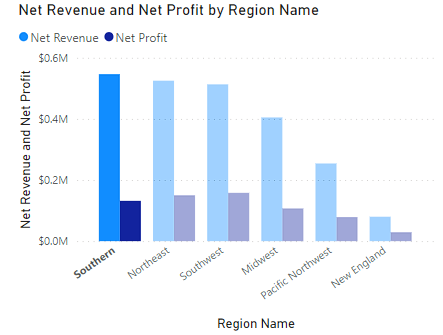 Net Revenue and Net Profit by Region Name
Net Revenue Net Profit
Net Revenue and Net Profit
$0.6M
$0.4M
$0.2M
$0.0M
Southern
Northeast
Southwest
Midwest
Pacific Northwest
New England
Region Name